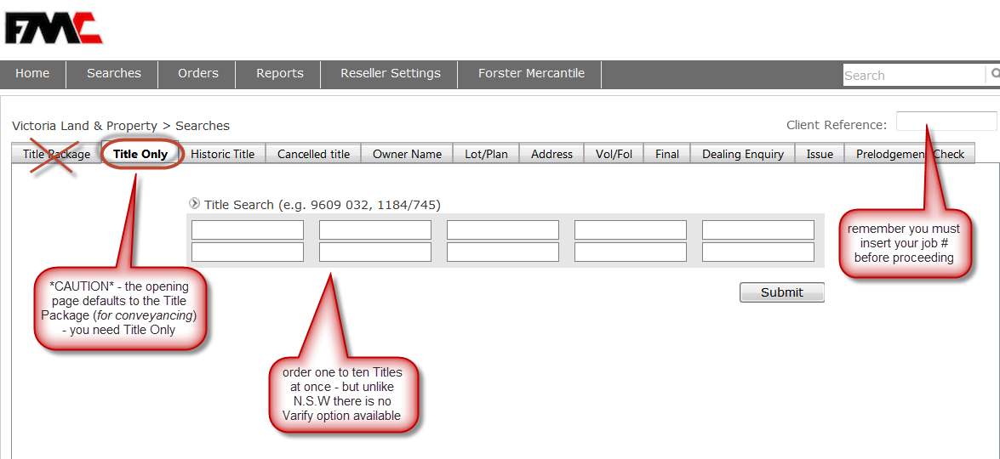 FMC
Home Searches Orders Reports Reseller Settings Forster Mercantile Search
Victoria Land & Property > Searches
Client Reference:
Title Package Title Only Historic Title Cancelled title Owner Name Lot/Plan Address Vol/Fol Final Dealing Enquiry Issue Prelodgement Check
Title Search (e.g. 9609 032, 1184/745)
remember you must
insert your job #
before proceeding
Submit
*CAUTION* - the opening
page defaults to the Title
Package (for conveyancing)
- you need Title Only
order one to ten Titles
at once - but unlike
N.S.W there is no
Varify option available